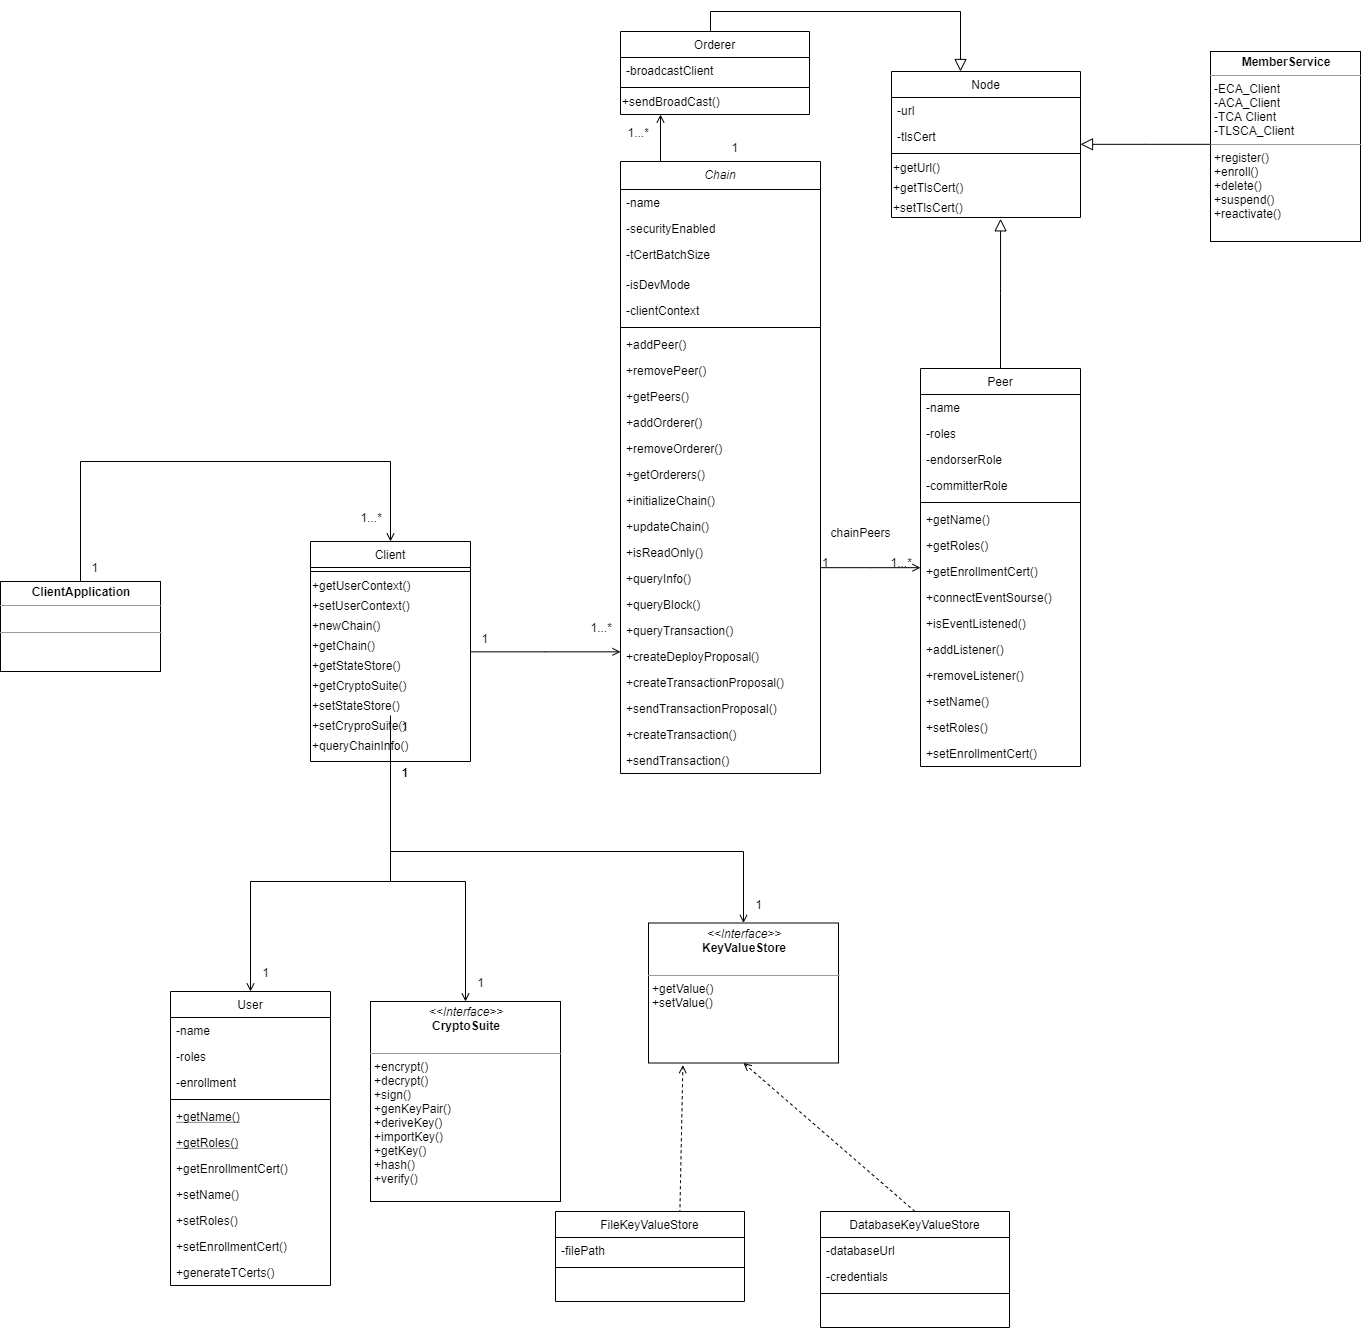 Orderer
-broadcastClient
+sendBroadCast()
1...*
1
Node
-url
-tlsCert
+getUrl()
+getTlsCert()
+setTlsCert()
MemberService
-ECA_Client
-ACA_Client
-TCA Client
-TLSCA_Client
+register()
+enroll()
+delete()
+suspend()
+reactivate()
Chain
-name
-securityEnabled
-tCertBatchSize
-isDevMode
-clientContext
+addPeer()
+removePeer()
+getPeers()
+addOrderer()
+removeOrderer()
+getOrderers()
+initializeChain()
+updateChain()
+isReadOnly()
+queryInfo()
+queryBlock()
+queryTransaction()
+createDeployProposal()
+createTransactionProposal()
+sendTransactionProposal()
+createTransaction()
+sendTransaction()
chainPeers
1
1...*
Peer
-name
-roles
-endorserRole
-committerRole
+getName()
+getRoles()
+getEnrollmentCert()
+connectEventSourse()
+isEventListened()
+addListener()
+removeListener()
+setName()
+setRoles()
+setEnrollmentCert()
1...*
1
ClientApplication
Client
+getUserContext()
+setUserContext()
+newChain()
+getChain()
+getStateStore()
+getCryptoSuite()
+setStateStore()
+setCryproSuite()
1
+queryChainInfo()
1
1...*
1
1
User
-name
-roles
-enrollment
+getName()
+getRoles()
+getEnrollmentCert()
+setName()
+setRoles()
+setEnrollmentCert()
+generateTCerts()
1
<<Interface>>
CryptoSuite
+encrypt()
+decrypt()
+sign()
+genKeyPair()
+deriveKey()
+importKey()
+getKey()
+hash()
+verify()
1
<<Interface>>
KeyValueStore
+getValue()
+setValue()
FileKeyValueStore
-filePath
DatabaseKeyValueStore
-databaseUrl
-credentials